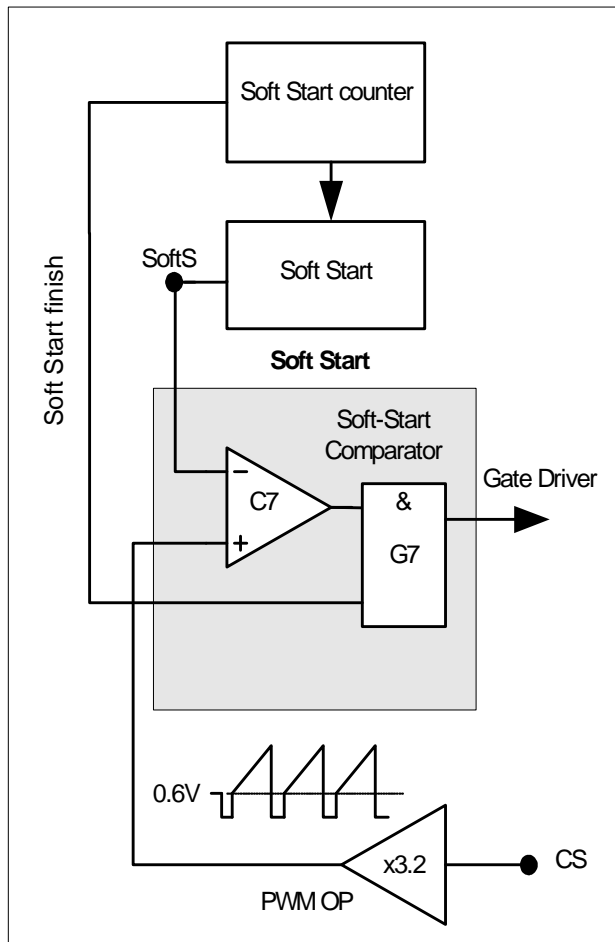 Soft Start counter
SoftS
Soft Start
Soft Start finish
Soft Start
Soft-Start
Comparator
Gate Driver
-
C7
+
&
G7
0.6V
x3.2
CS
PWM OP